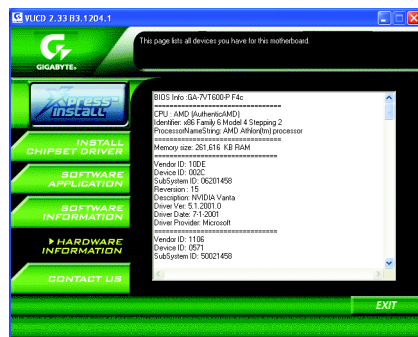 VUCD 2.33 B3.1204.1
GIGABYTE
This page lists all devices you have for this motherboard.
Xpress
Install
INSTALL
CHIPSET DRIVER
SOFTWARE
APPLICATION
SOFTWARE
INFORMATION
HARDWARE
INFORMATION
CONTACT US
BIOS Info :GA-7VT600-P F4c
================================
CPU : AMD (AuthenticAMD)
Identifier: x86 Family 6 Model 4 Stepping 2
ProcessorNameString: AMD Athlon(tm) processor
================================
Memory size: 261,616 KB RAM
================================
Vendor ID: 10DE
Device ID: 002C
SubSystem ID: 06201458
Reversion : 15
Description: NVIDIA Vanta
Driver Ver: 5.1.2001.0
Driver Date: 7-1-2001
Driver Provider: Microsoft
================================
Vendor ID: 1106
Device ID: 0571
SubSystem ID: 50021458
EXIT